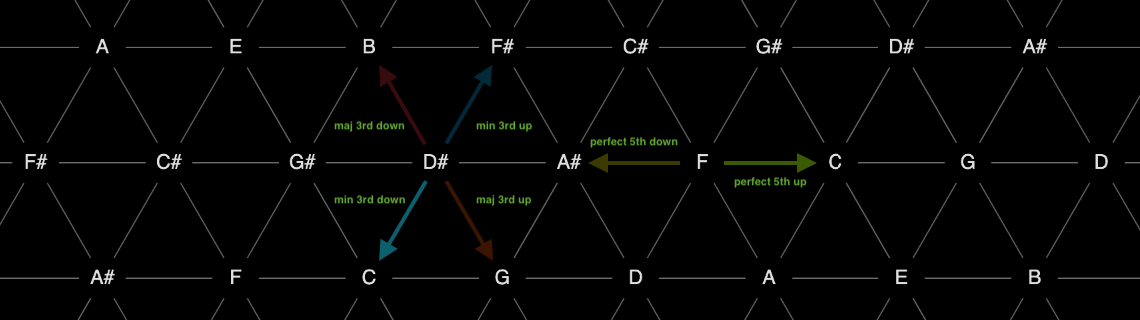 A E B F# C# G# D# A#
maj 3rd down min 3rd up
perfect 5th down
F# C# G# D# A# F C G D
perfect 5th up
min 3rd down maj 3rd up
A# F C G D A E B